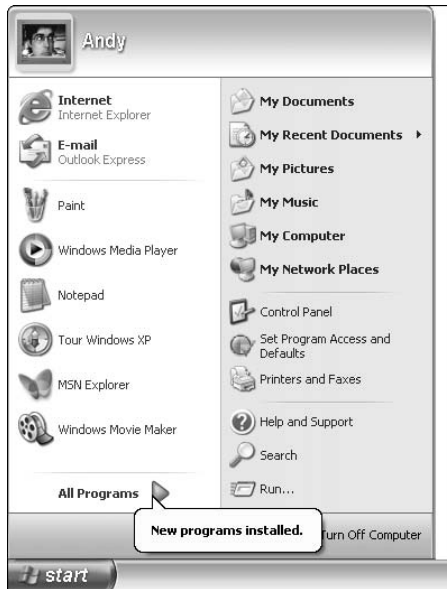 Andy
Internet
Internet Explorer
E-mail
Outlook Express
Paint
Windows Media Player
Notepad
Tour Windows XP
MSN Explorer
Windows Movie Maker
All Programs
My Documents
My Recent Documents
My Pictures
My Music
My Computer
My Network Places
Control Panel
Set Program Access and
Defaults
Printers and Faxes
Help and Support
Search
Run...
New programs installed.
Turn Off Computer
start